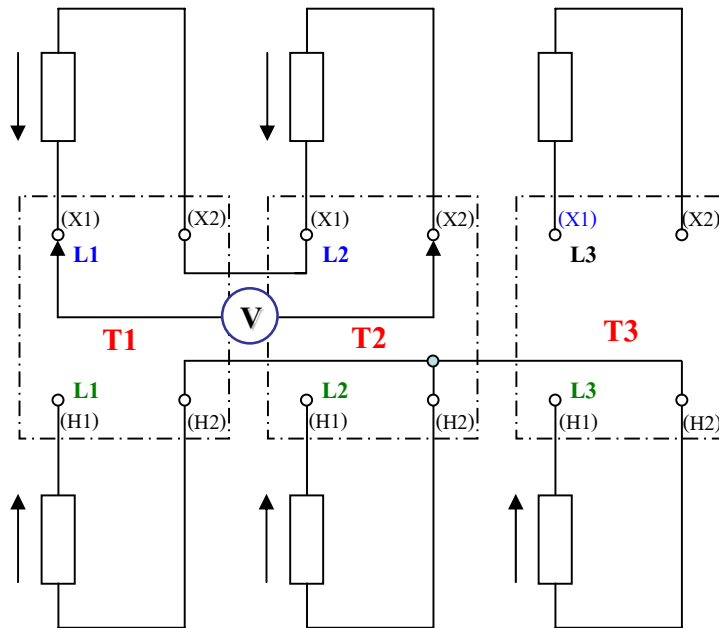 (X1) (X2) (X1) (X2) (X1) (X2)
L1 L2 L3
V
T1 T2 T3
L1 L2 L3
(H1) (H2) (H1) (H2) (H1) (H2)